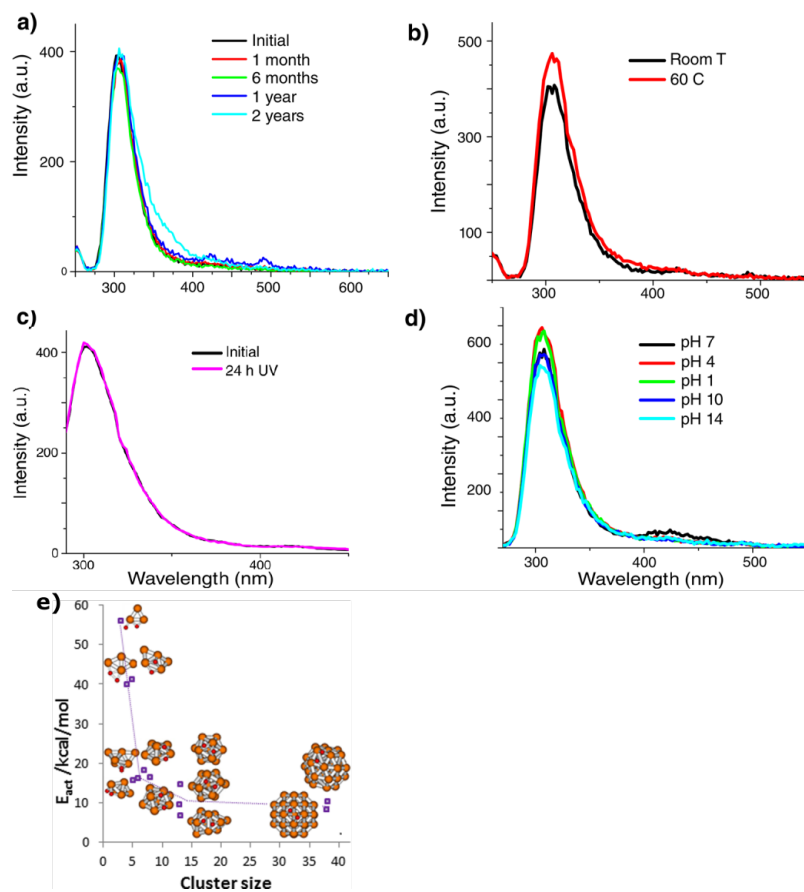 a)
Initial
1 month
6 months
1 year
2 years
Intensity (a.u.)
400
200
0
300
400
500
600
b)
Room T
60 C
Intensity (a.u.)
500
300
100
300
400
500
c)
Initial
24 h UV
Intensity (a.u.)
400
200
0
300
400
Wavelength (nm)
d)
pH 7
pH 4
pH 1
pH 10
pH 14
Intensity (a.u.)
600
400
200
300
400
500
Wavelength (nm)
e)
Eact /kcal/mol
60
50
40
30
20
10
0
0 5 10 15 20 25 30 35 40
Cluster size